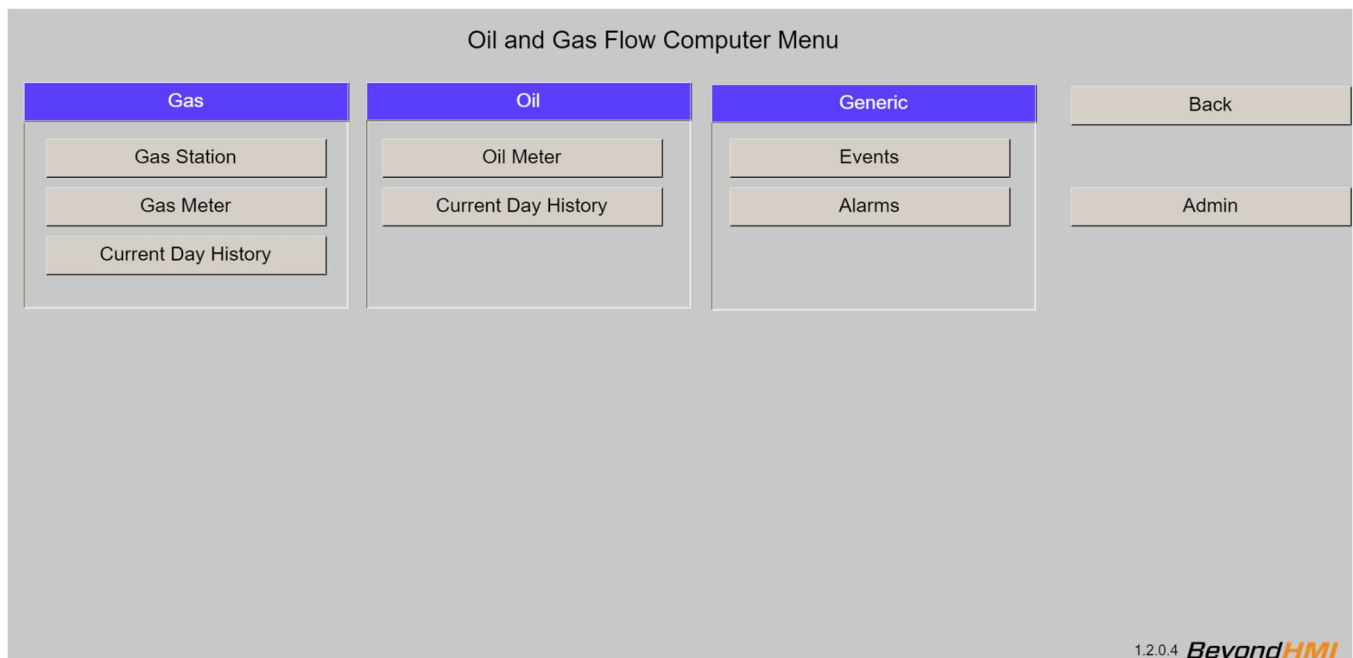 Oil and Gas Flow Computer Menu
Gas
Gas Station
Gas Meter
Current Day History
Oil
Oil Meter
Current Day History
Generic
Events
Alarms
Back
Admin
1.2.0.4 BeyondHMI